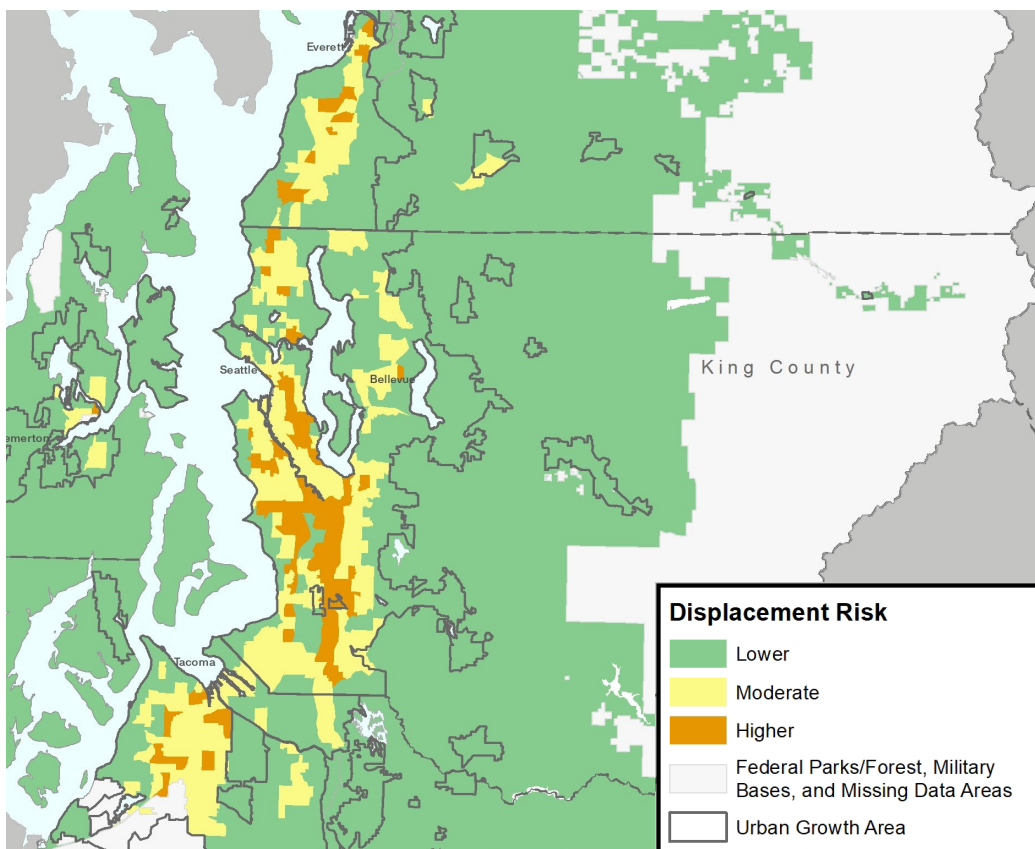 Everett
Seattle
Bellevue
King County
emerton
Tacoma
Displacement Risk
Lower
Moderate
Higher
Federal Parks/Forest, Military
Bases, and Missing Data Areas
Urban Growth Area